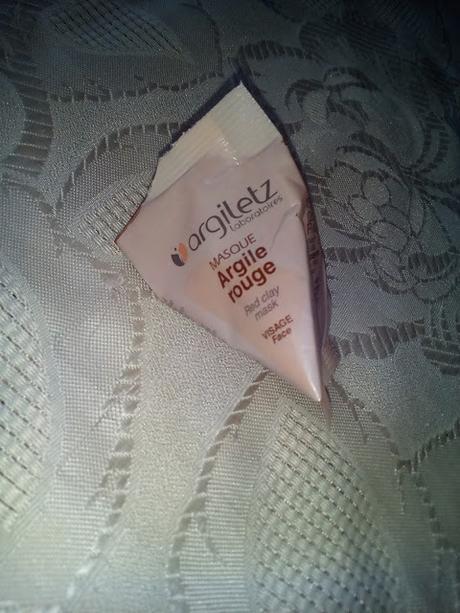 argiletz
laboratoires
MASQUE
Argile
rouge
Red clay
mask
VISAGE
Face